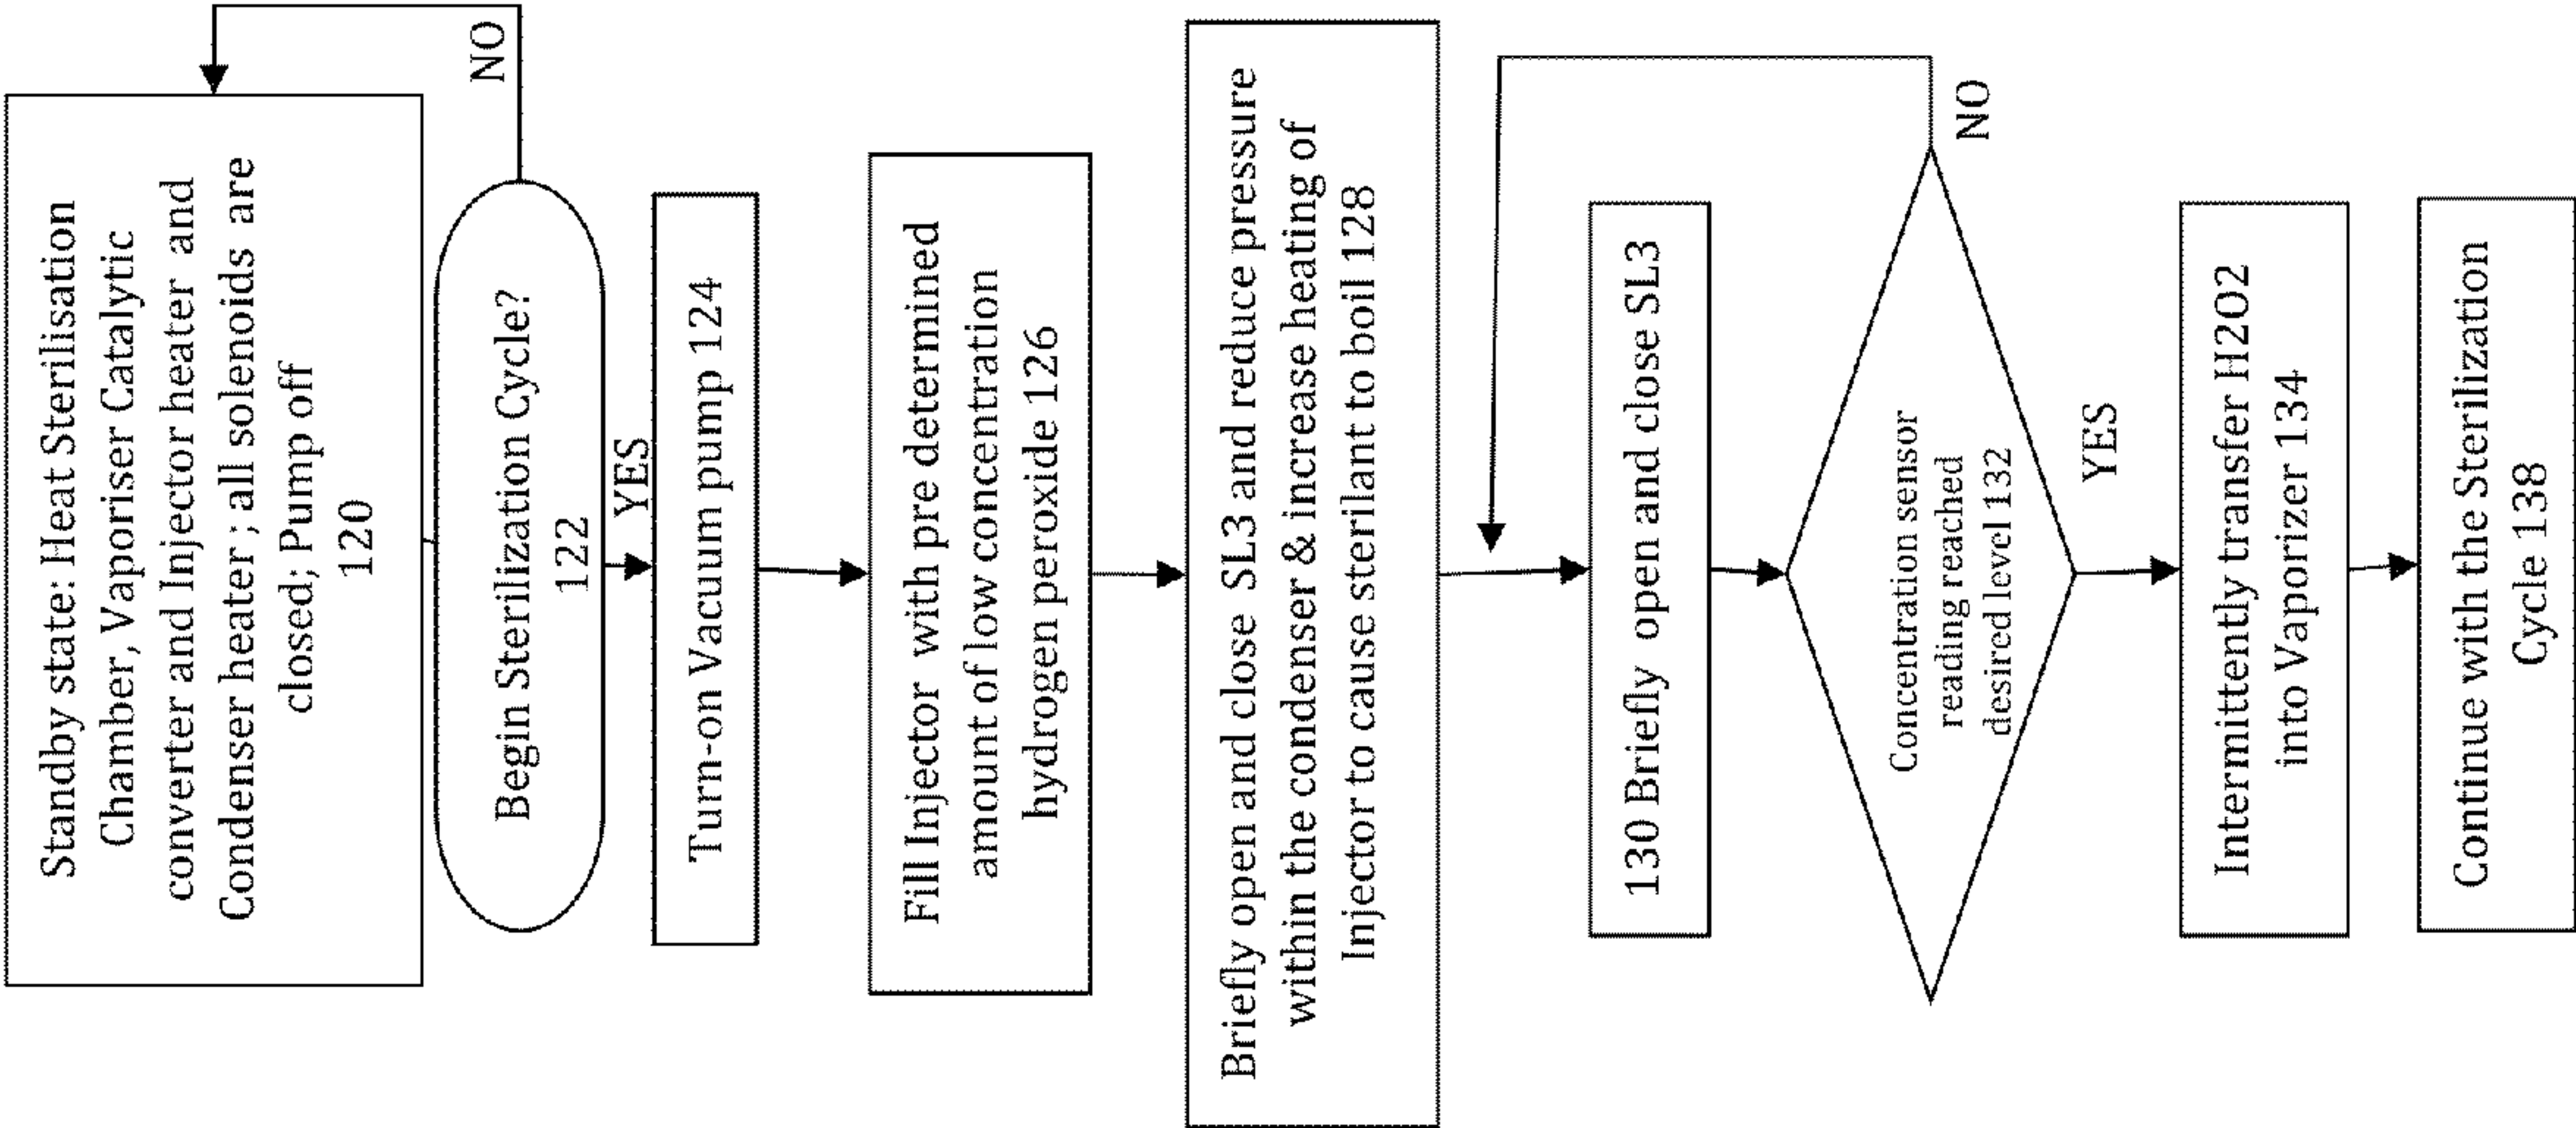 Standby state: Heat Sterilisation
Chamber, Vaporiser Catalytic
converter and Injector heater and
Condenser heater ; all solenoids are
closed; Pump off
120
NO
Begin Sterilization Cycle?
122
YES
Turn-on Vacuum pump 124
Fill Injector with pre determined
amount of low concentration
hydrogen peroxide 126
Briefly open and close SL3 and reduce pressure
within the condenser & increase heating of
Injector to cause sterilant to boil 128
130 Briefly open and close SL3
Concentration sensor
reading reached
desired level 132
NO
YES
Intermittently transfer H2O2
into Vaporizer 134
Continue with the Sterilization
Cycle 138